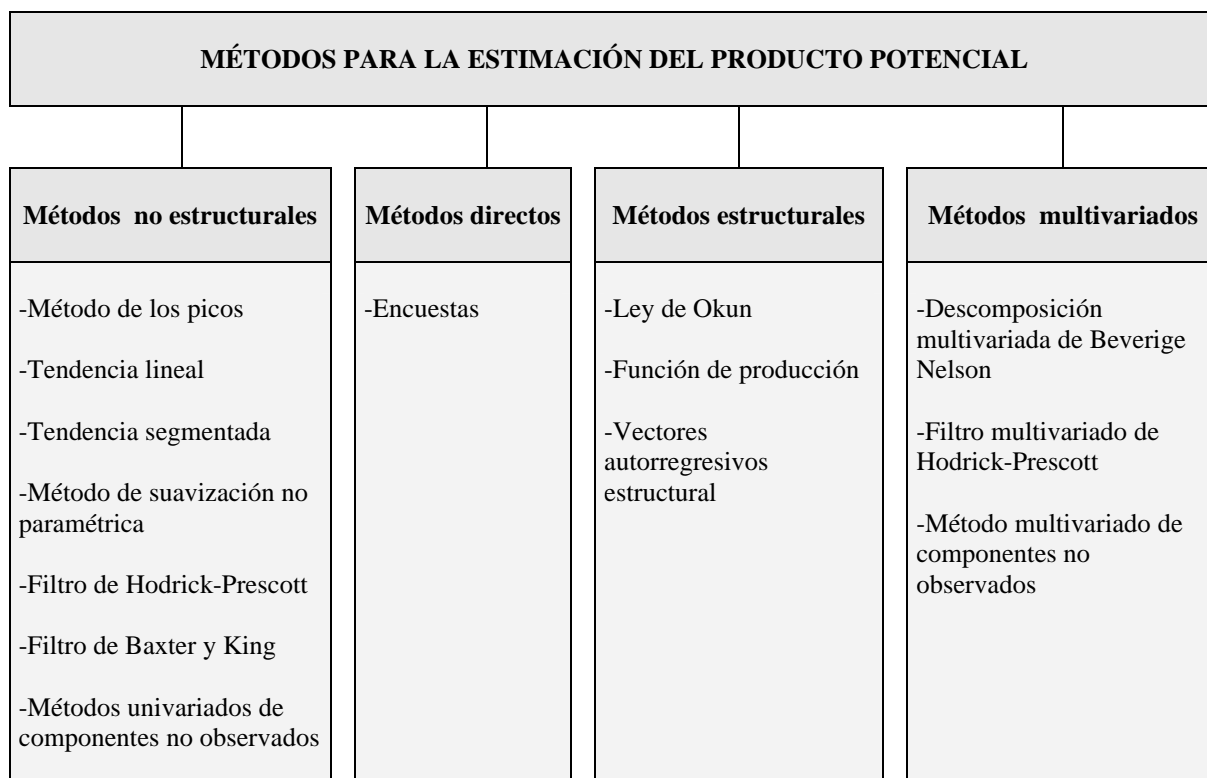 MÉTODOS PARA LA ESTIMACIÓN DEL PRODUCTO POTENCIAL
Métodos no estructurales
-Método de los picos
-Tendencia lineal
-Tendencia segmentada
-Método de suavización no
paramétrica
-Filtro de Hodrick-Prescott
-Filtro de Baxter y King
-Métodos univariados de
componentes no observados
Métodos directos
-Encuestas
Métodos estructurales
-Ley de Okun
-Función de producción
-Vectores
autorregresivos
estructural
Métodos multivariados
-Descomposición
multivariada de Beverige
Nelson
-Filtro multivariado de
Hodrick-Prescott
-Método multivariado de
componentes no
observados